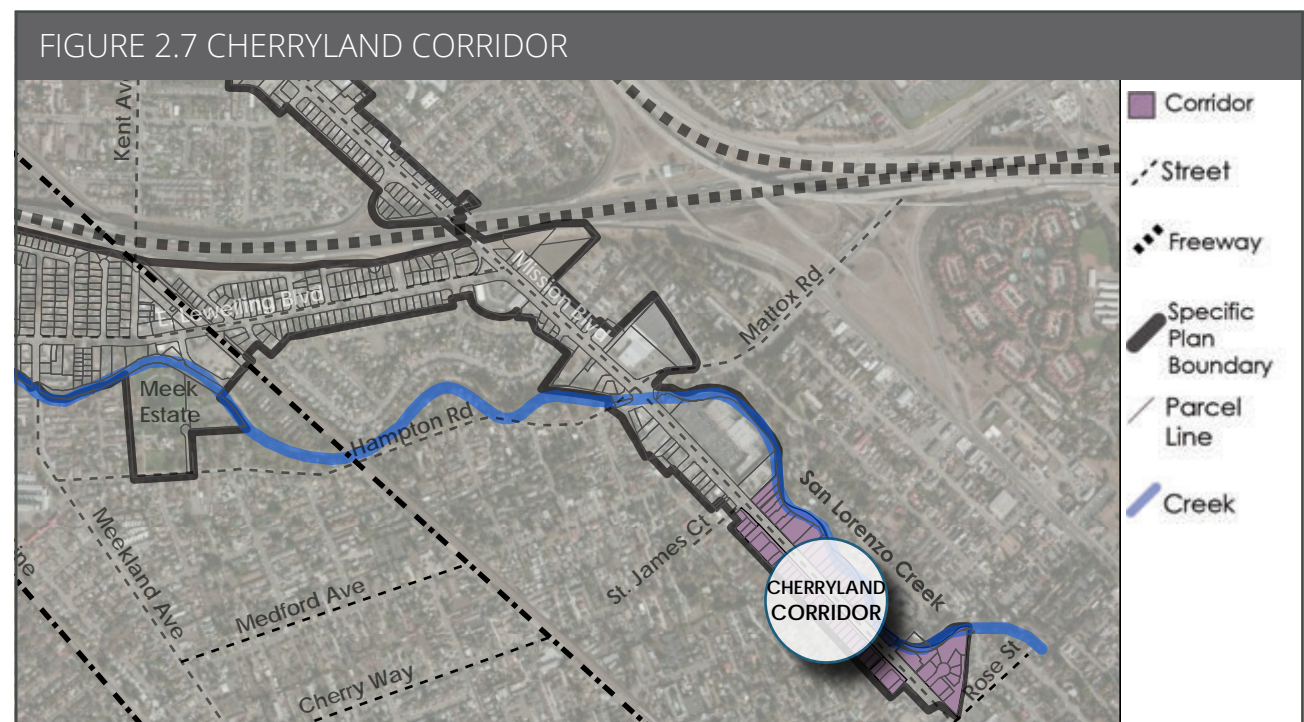 FIGURE 2.7 CHERRYLAND CORRIDOR
Kent Av
E. Lewelling Blvd
Mission Blvd
Mattox Rd
Meek
Estate
Hampton Rd
San Lorenzo Creek
St. James Ct
Meekland Ave
Medford Ave
Cherry Way
CHERRYLAND
CORRIDOR
Rose St
Corridor
Street
Freeway
Specific
Plan
Boundary
Parcel
Line
Creek